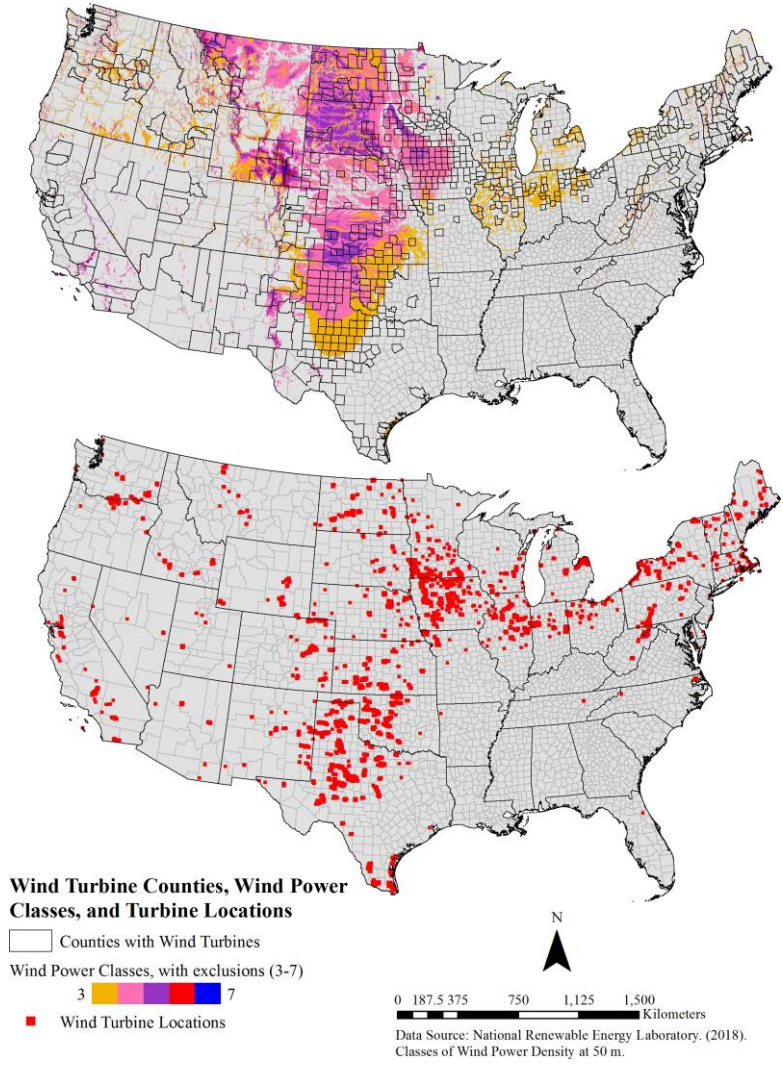 Wind Turbine Counties, Wind Power
Classes, and Turbine Locations
Counties with Wind Turbines
Wind Power Classes, with exclusions (3-7)
3 7
Wind Turbine Locations
N
0 187.5 375 750 1,125 1,500
Kilometers
Data Source: National Renewable Energy Laboratory. (2018).
Classes of Wind Power Density at 50 m.